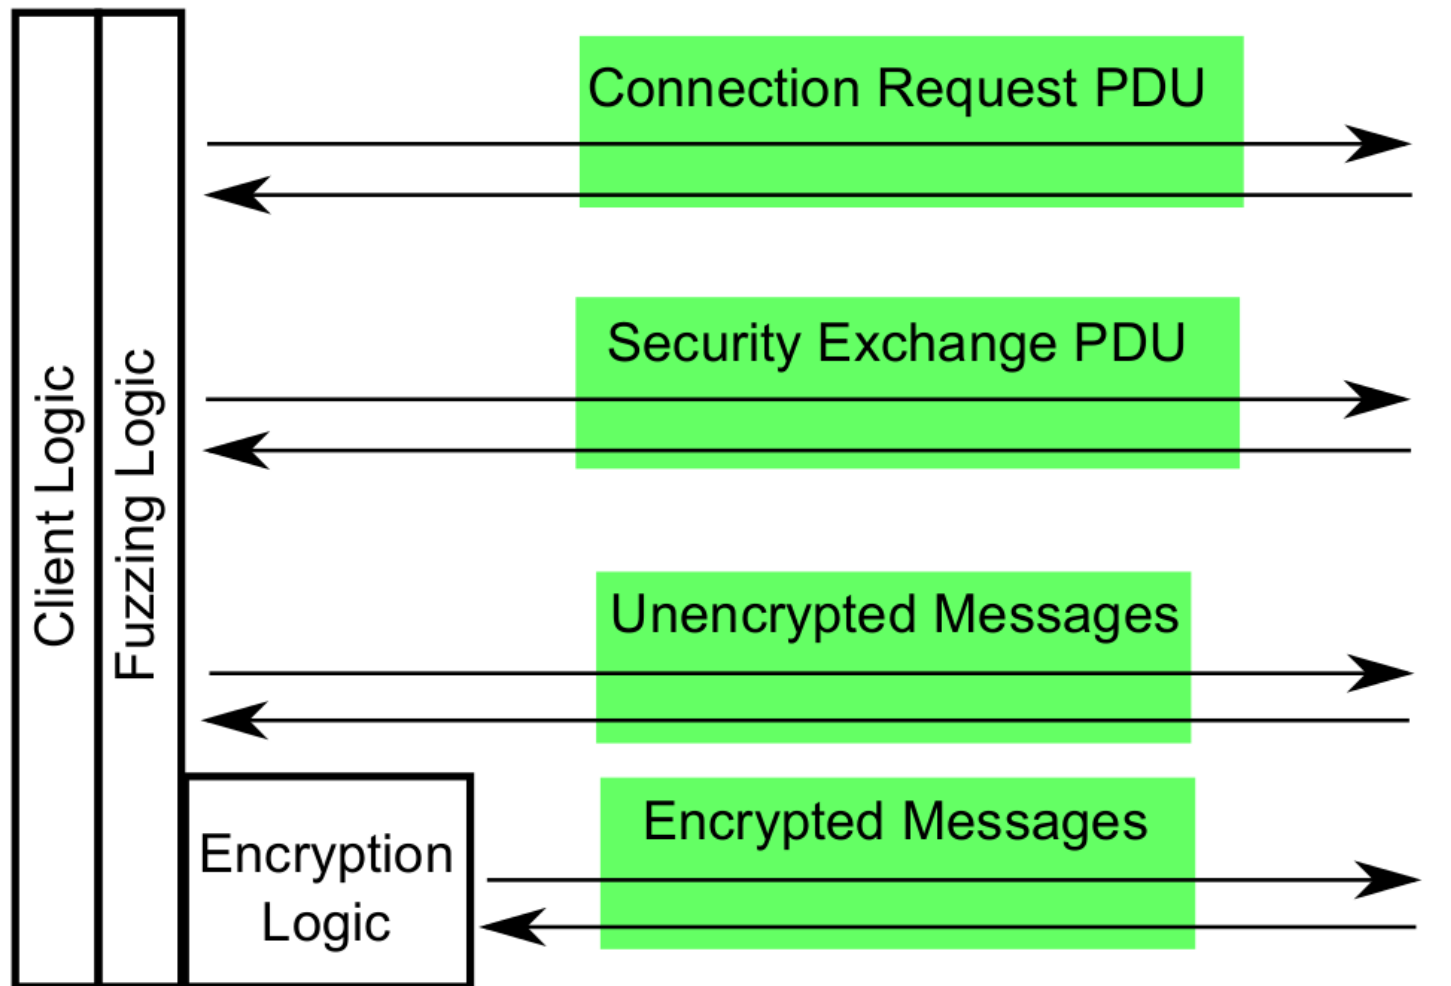 Connection Request PDU
Security Exchange PDU
Client Logic
Fuzzing Logic
Unencrypted Messages
Encrypted Messages
Encryption
Logic